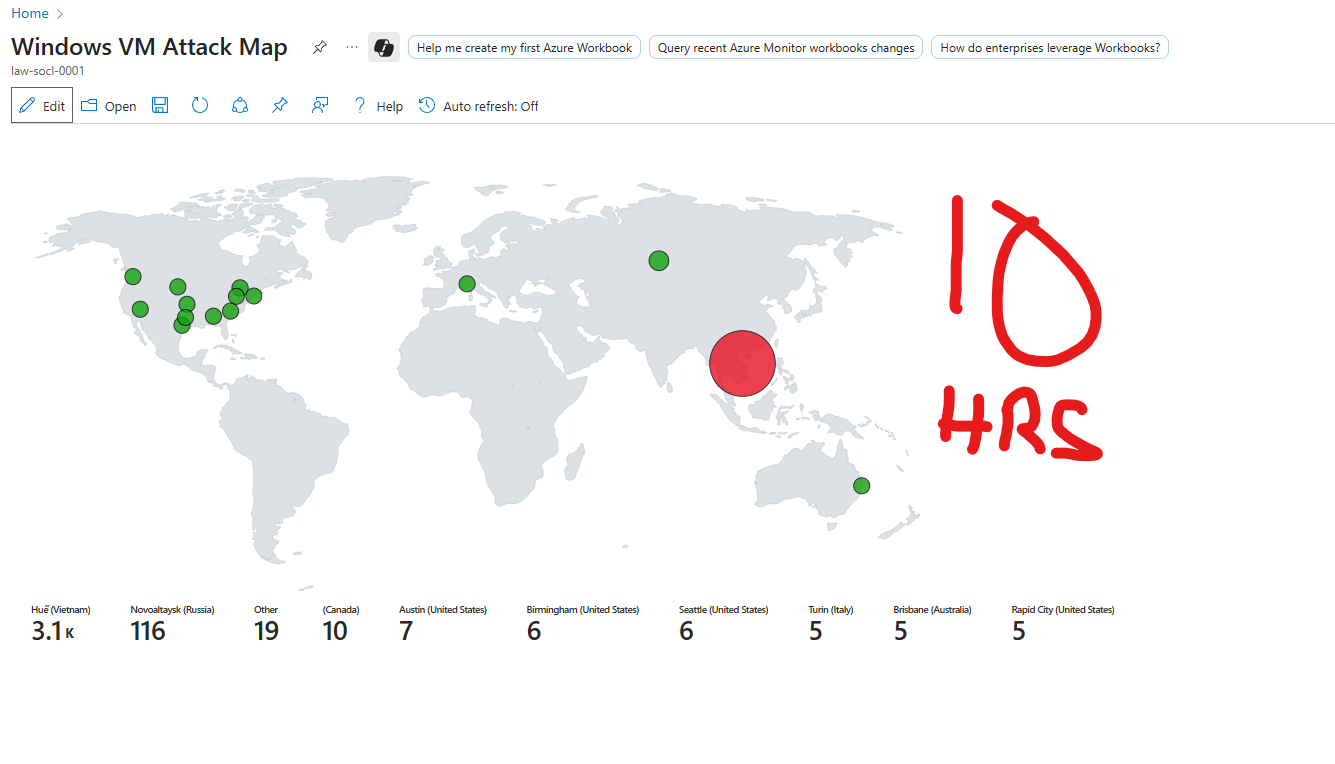 Home
Windows VM Attack Map
Help me create my first Azure Workbook
Query recent Azure Monitor workbooks changes
How do enterprises leverage Workbooks?
law-socl-0001
Edit
Open
Help
Auto refresh: Off
10
HRS
Huế (Vietnam)
3.1 K
Novoaltaysk (Russia)
116
Other
19
(Canada)
10
Austin (United States)
7
Birmingham (United States)
6
Seattle (United States)
6
Turin (Italy)
5
Brisbane (Australia)
5
Rapid City (United States)
5